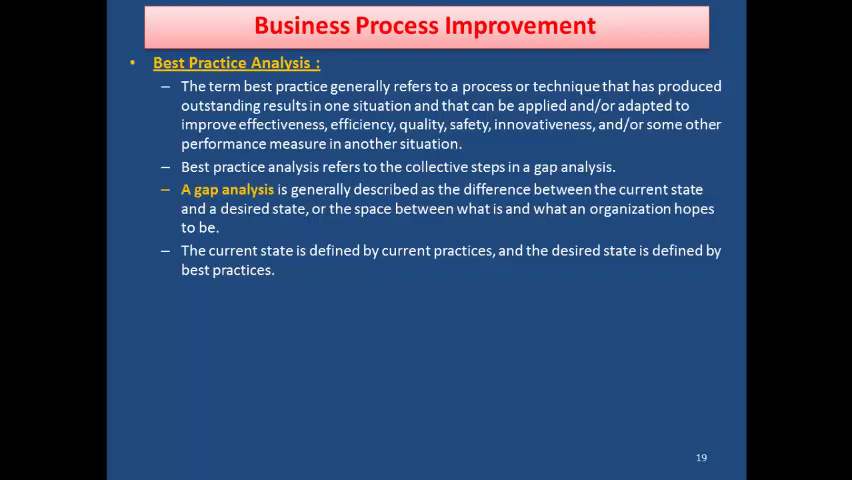 Business Process Improvement
• Best Practice Analysis :
– The term best practice generally refers to a process or technique that has produced
outstanding results in one situation and that can be applied and/or adapted to
improve effectiveness, efficiency, quality, safety, innovativeness, and/or some other
performance measure in another situation.
– Best practice analysis refers to the collective steps in a gap analysis.
– A gap analysis is generally described as the difference between the current state
and a desired state, or the space between what is and what an organization hopes
to be.
– The current state is defined by current practices, and the desired state is defined by
best practices.
19